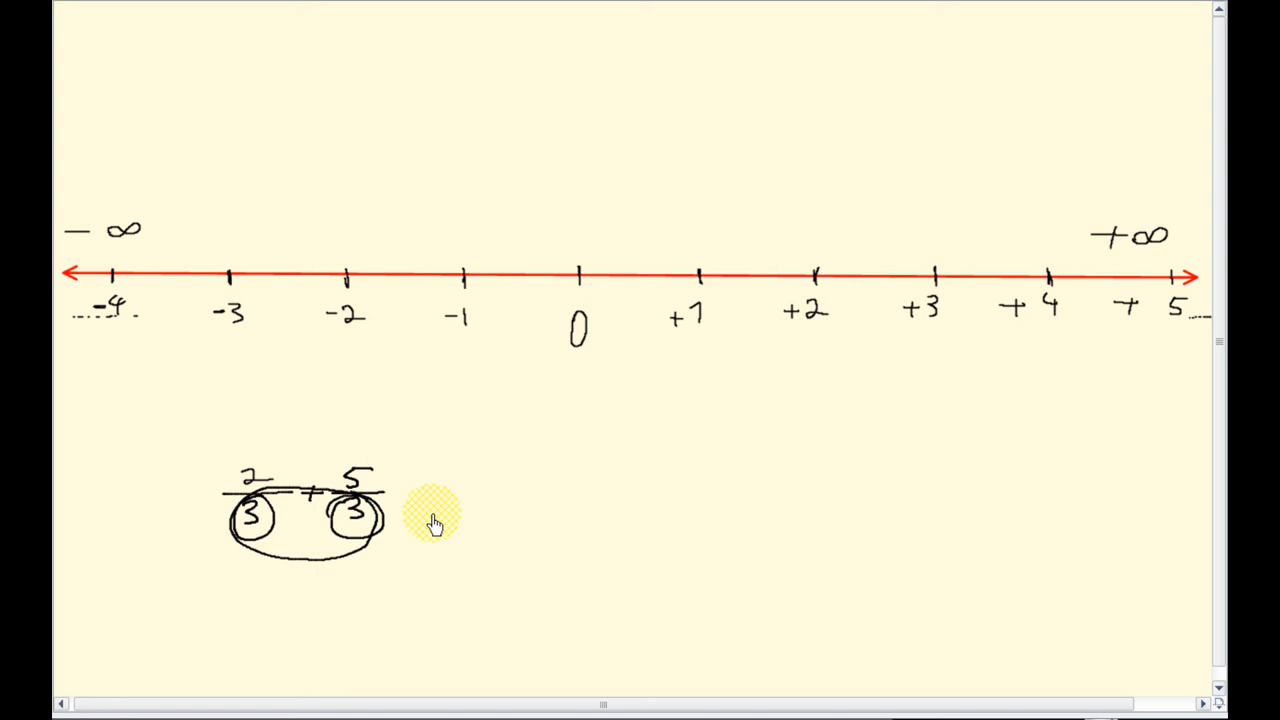 - ∞ +∞
-4 -3 -2 -1 0 +1 +2 +3 +4 +5
2/3 + 5/3